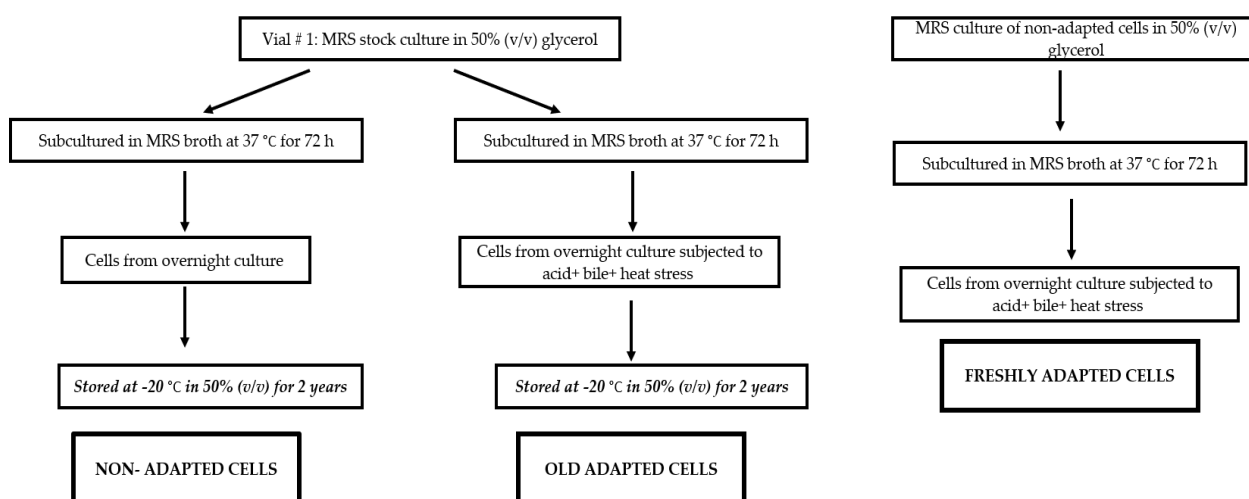 Vial # 1: MRS stock culture in 50% (v/v) glycerol
MRS culture of non-adapted cells in 50% (v/v)
glycerol
Subcultured in MRS broth at 37 °C for 72 h
Subcultured in MRS broth at 37 °C for 72 h
Subcultured in MRS broth at 37 °C for 72 h
Cells from overnight culture
Cells from overnight culture subjected to
acid+ bile+ heat stress
Cells from overnight culture subjected to
acid+ bile+ heat stress
Stored at -20 °C in 50% (v/v) for 2 years
Stored at -20 °C in 50% (v/v) for 2 years
FRESHLY ADAPTED CELLS
NON- ADAPTED CELLS
OLD ADAPTED CELLS